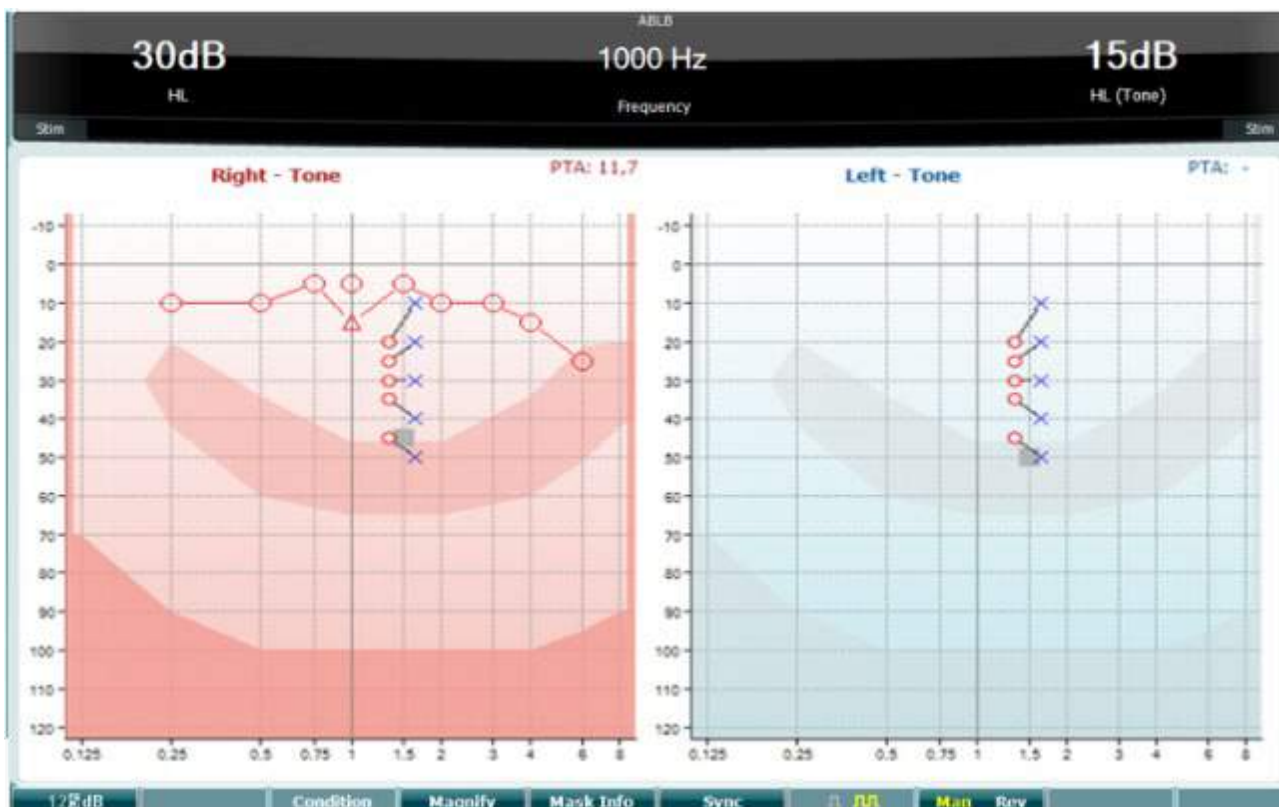 ABLB
30dB 1000 Hz 15dB
HL Frequency HL (Tone)
Stim Stim
Right - Tone PTA: 11,7 Left - Tone PTA: -
-10 -10
0 0
10 10
20 20
30 30
40 40
50 50
60 60
70 70
80 80
90 90
100 100
110 110
120 120
0.125 0.25 0.5 0.75 1 1.5 2 3 4 6 8 0.125 0.25 0.5 0.75 1 1.5 2 3 4 6 8
Condition Magnify Mask Info Sync Man Rev